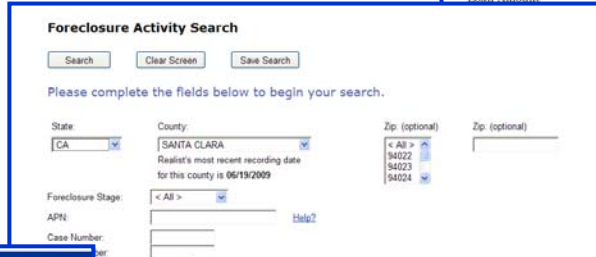 Foreclosure Activity Search
Search Clear Screen Save Search
Please complete the fields below to begin your search.
State: County: Zip: (optional) Zip: (optional)
CA SANTA CLARA < All >
94022
94023
94024
Realist's most recent recording date
for this county is 06/19/2009
Foreclosure Stage: < All >
APN: Help?
Case Number: